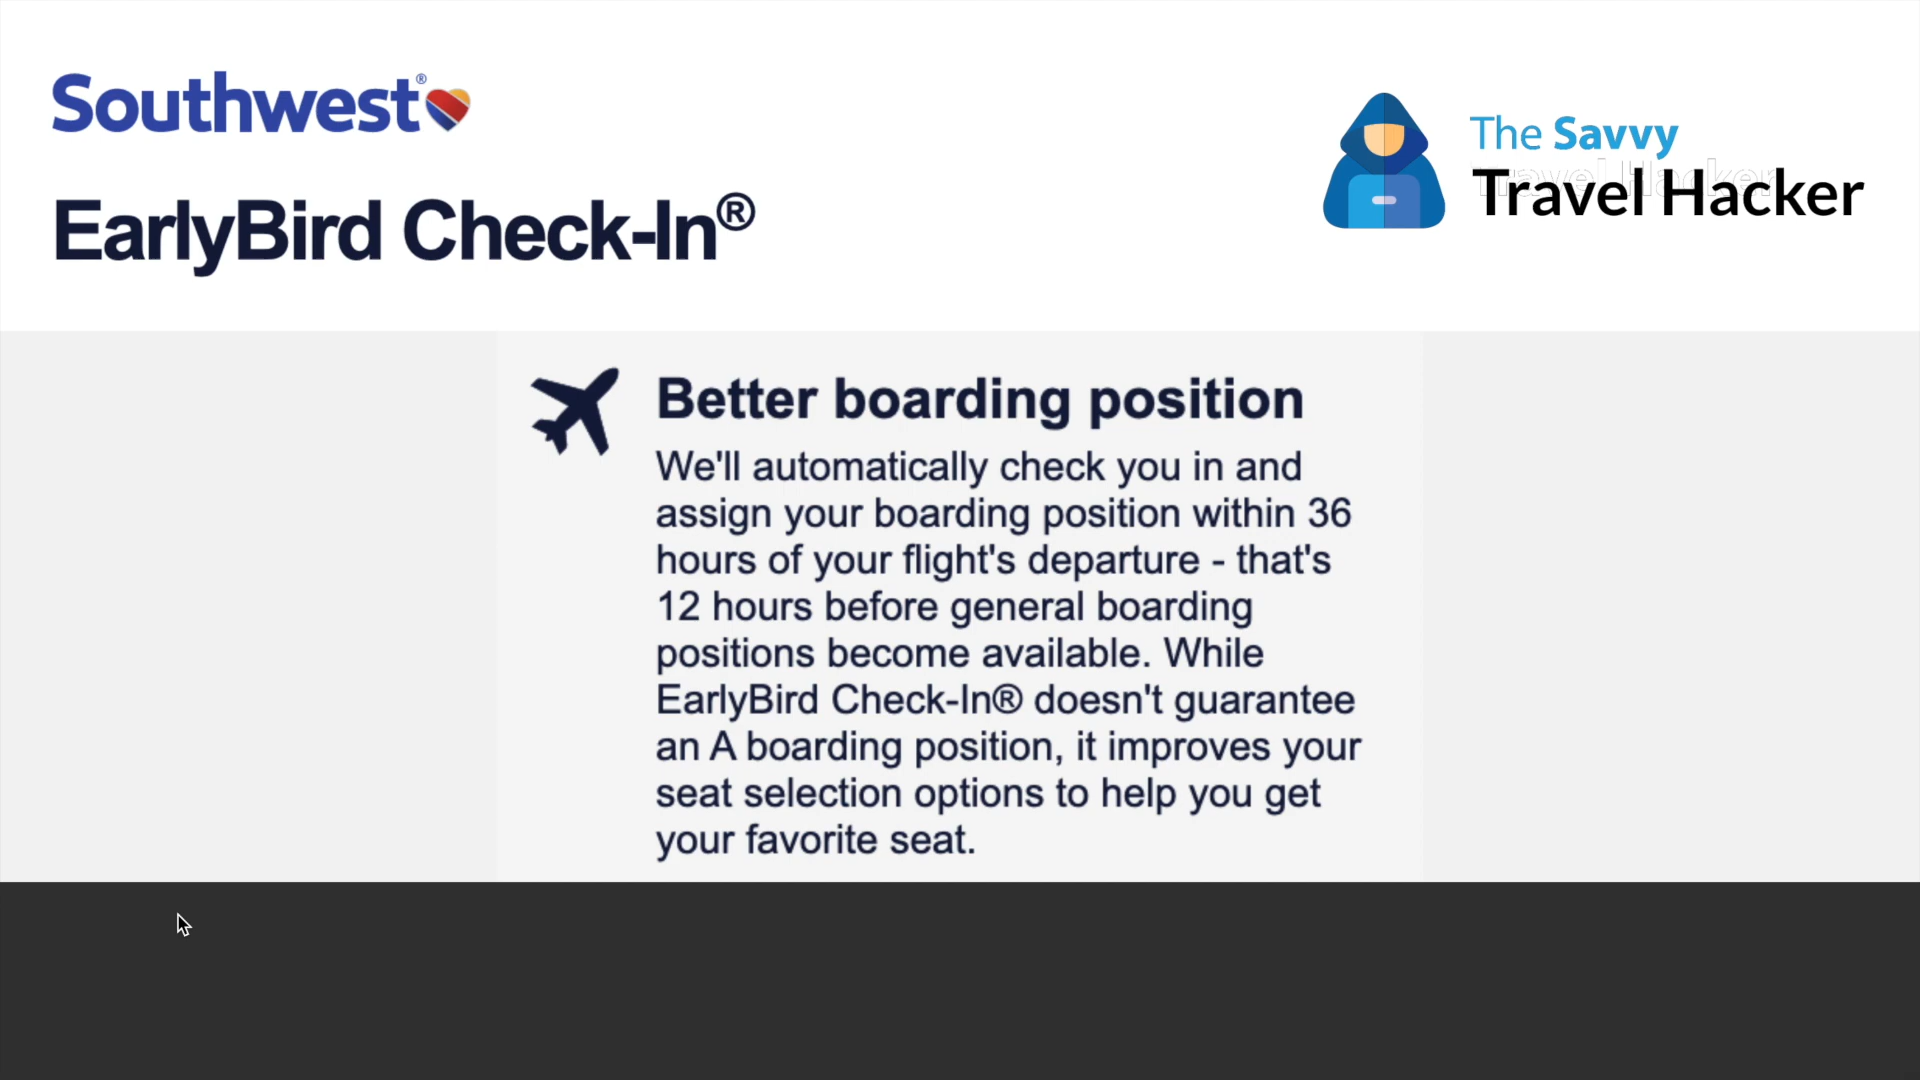 Southwest®
The Savvy
Travel Hacker
EarlyBird Check-In®
Better boarding position
We'll automatically check you in and
assign your boarding position within 36
hours of your flight's departure - that's
12 hours before general boarding
positions become available. While
EarlyBird Check-In® doesn't guarantee
an A boarding position, it improves your
seat selection options to help you get
your favorite seat.